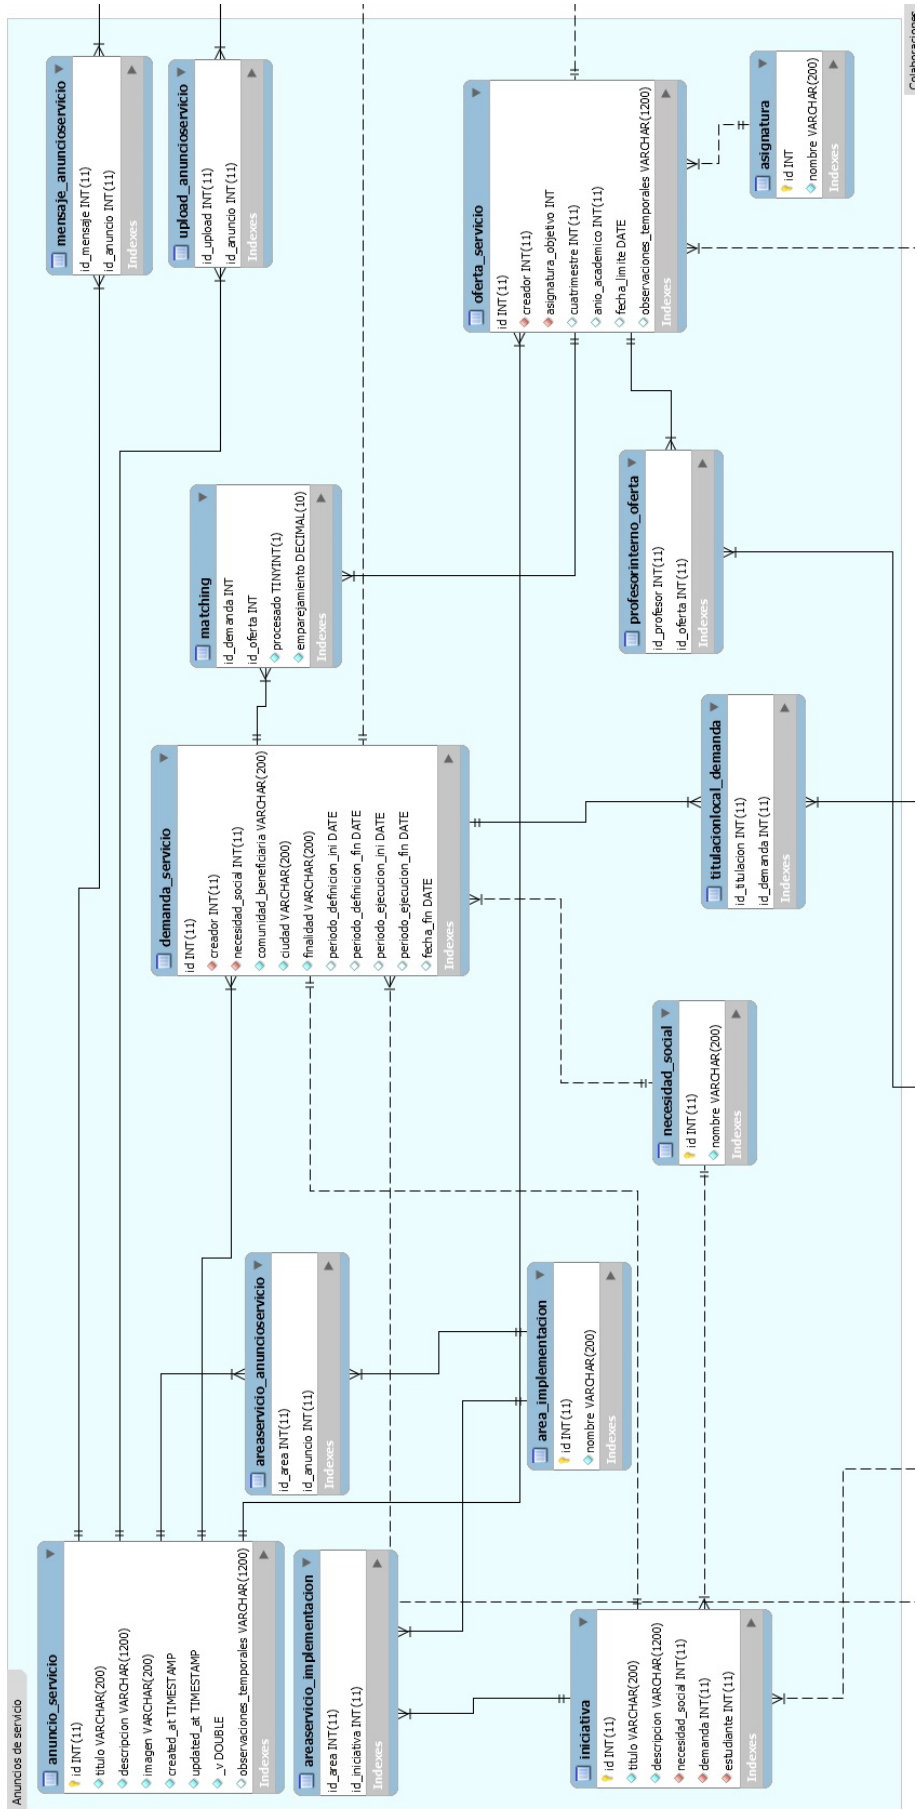 Anuncios de servicio
anuncio_servicio
id INT(11)
titulo VARCHAR(200)
descripcion VARCHAR(1200)
imagen VARCHAR(200)
created_at TIMESTAMP
updated_at TIMESTAMP
_v DOUBLE
observaciones_temporales VARCHAR(1200)
Indexes
areaservicio_implementacion
id_area INT(11)
id_iniciativa INT(11)
Indexes
iniciativa
id INT(11)
titulo VARCHAR(200)
descripcion VARCHAR(1200)
necesidad_social INT(11)
demanda INT(11)
estudiante INT(11)
Indexes
areaservicio_anuncioservicio
id_area INT(11)
id_anuncio INT(11)
Indexes
area_implementacion
id INT(11)
nombre VARCHAR(200)
Indexes
demanda_servicio
id INT(11)
creador INT(11)
necesidad_social INT(11)
comunidad_beneficiaria VARCHAR(200)
ciudad VARCHAR(200)
finalidad VARCHAR(200)
periodo_definicion_ini DATE
periodo_definicion_fin DATE
periodo_ejecucion_ini DATE
periodo_ejecucion_fin DATE
fecha_fin DATE
Indexes
necesidad_social
id INT(11)
nombre VARCHAR(200)
Indexes
titulacionlocal_demanda
id_titulacion INT(11)
id_demanda INT(11)
Indexes
matching
id_demanda INT
id_oferta INT
procesado TINYINT(1)
emparejamiento DECIMAL(10)
Indexes
profesorinterno_oferta
id_profesor INT(11)
id_oferta INT(11)
Indexes
mensaje_anuncioservicio
id_mensaje INT(11)
id_anuncio INT(11)
Indexes
upload_anuncioservicio
id_upload INT(11)
id_anuncio INT(11)
Indexes
oferta_servicio
id INT(11)
creador INT(11)
asignatura_objetivo INT
cuatrimestre INT(11)
anio_academico INT(11)
fecha_limite DATE
observaciones_temporales VARCHAR(1200)
Indexes
asignatura
id INT
nombre VARCHAR(200)
Indexes
Colaboraciones